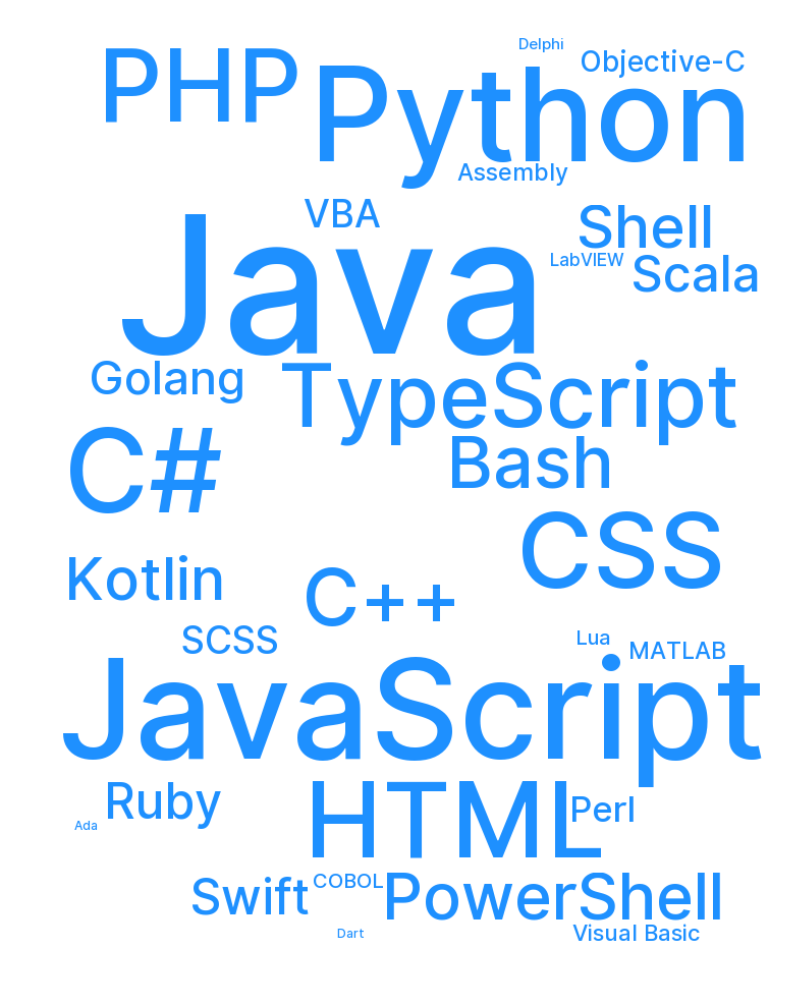 Delphi
PHP
Python
Objective-C
Assembly
VBA
Shell
Java
LabVIEW
Scala
Golang
TypeScript
C#
Bash
CSS
Kotlin
C++
SCSS
Lua
MATLAB
JavaScript
Ruby
HTML
Perl
Ada
Swift
COBOL
PowerShell
Dart
Visual Basic